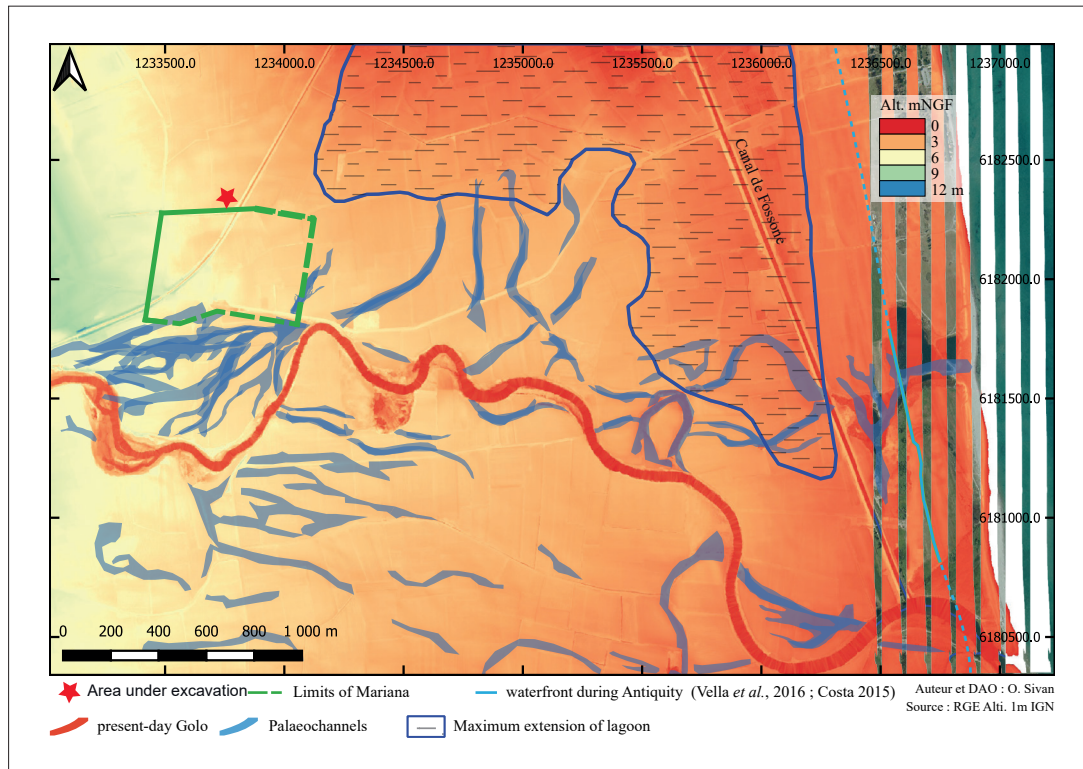 1233500.0 1234000.0 1234500.0 1235000.0 1235500.0 1236000.0 1236500.0 1237000.0
Alt. mNGF
0
3
6
9
12 m
6182500.0
Canal de Fossone
6182000.0
6181500.0
6181000.0
6180500.0
0 200 400 600 800 1 000 m
Area under excavation Limits of Mariana waterfront during Antiquity (Vella et al., 2016 ; Costa 2015) Auteur et DAO : O. Sivan
Source : RGE Alti. 1m IGN
present-day Golo Palaeochannels Maximum extension of lagoon